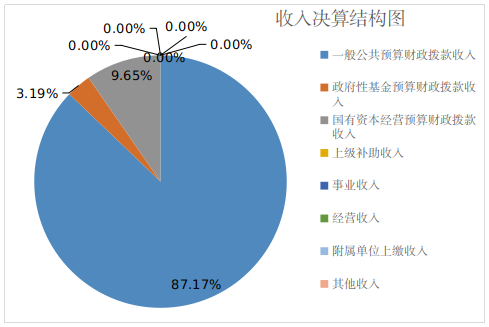 收入决算结构图
0.00%
0.00%
0.00%
0.00%
0.00%
9.65%
3.19%
87.17%
一般公共预算财政拨款收入
政府性基金预算财政拨款收
入
国有资本经营预算财政拨款
收入
上级补助收入
事业收入
经营收入
附属单位上缴收入
其他收入